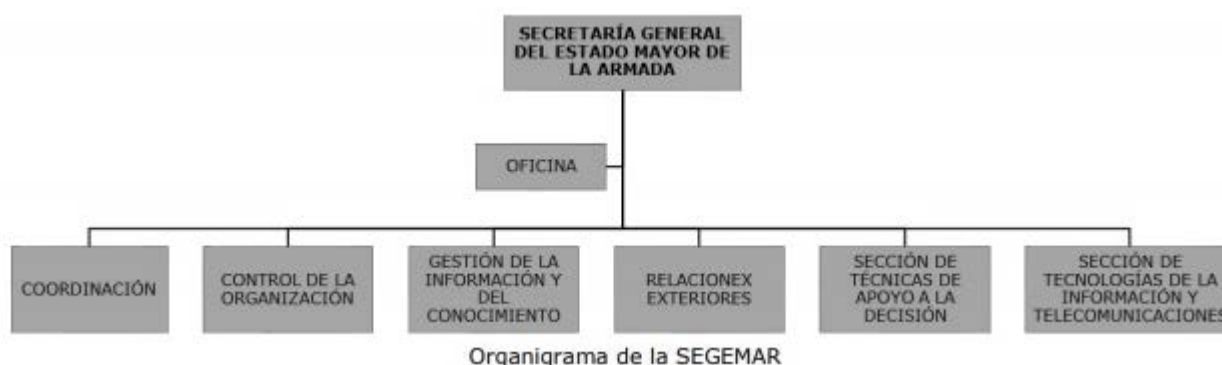 SECRETARÍA GENERAL
DEL ESTADO MAYOR DE
LA ARMADA
OFICINA
COORDINACIÓN
CONTROL DE LA
ORGANIZACIÓN
GESTIÓN DE LA
INFORMACIÓN Y
DEL
CONOCIMIENTO
RELACIONEX
EXTERIORES
SECCIÓN DE
TÉCNICAS DE
APOYO A LA
DECISIÓN
SECCIÓN DE
TECNOLOGÍAS DE LA
INFORMACIÓN Y
TELECOMUNICACIONES
Organigrama de la SEGEMAR